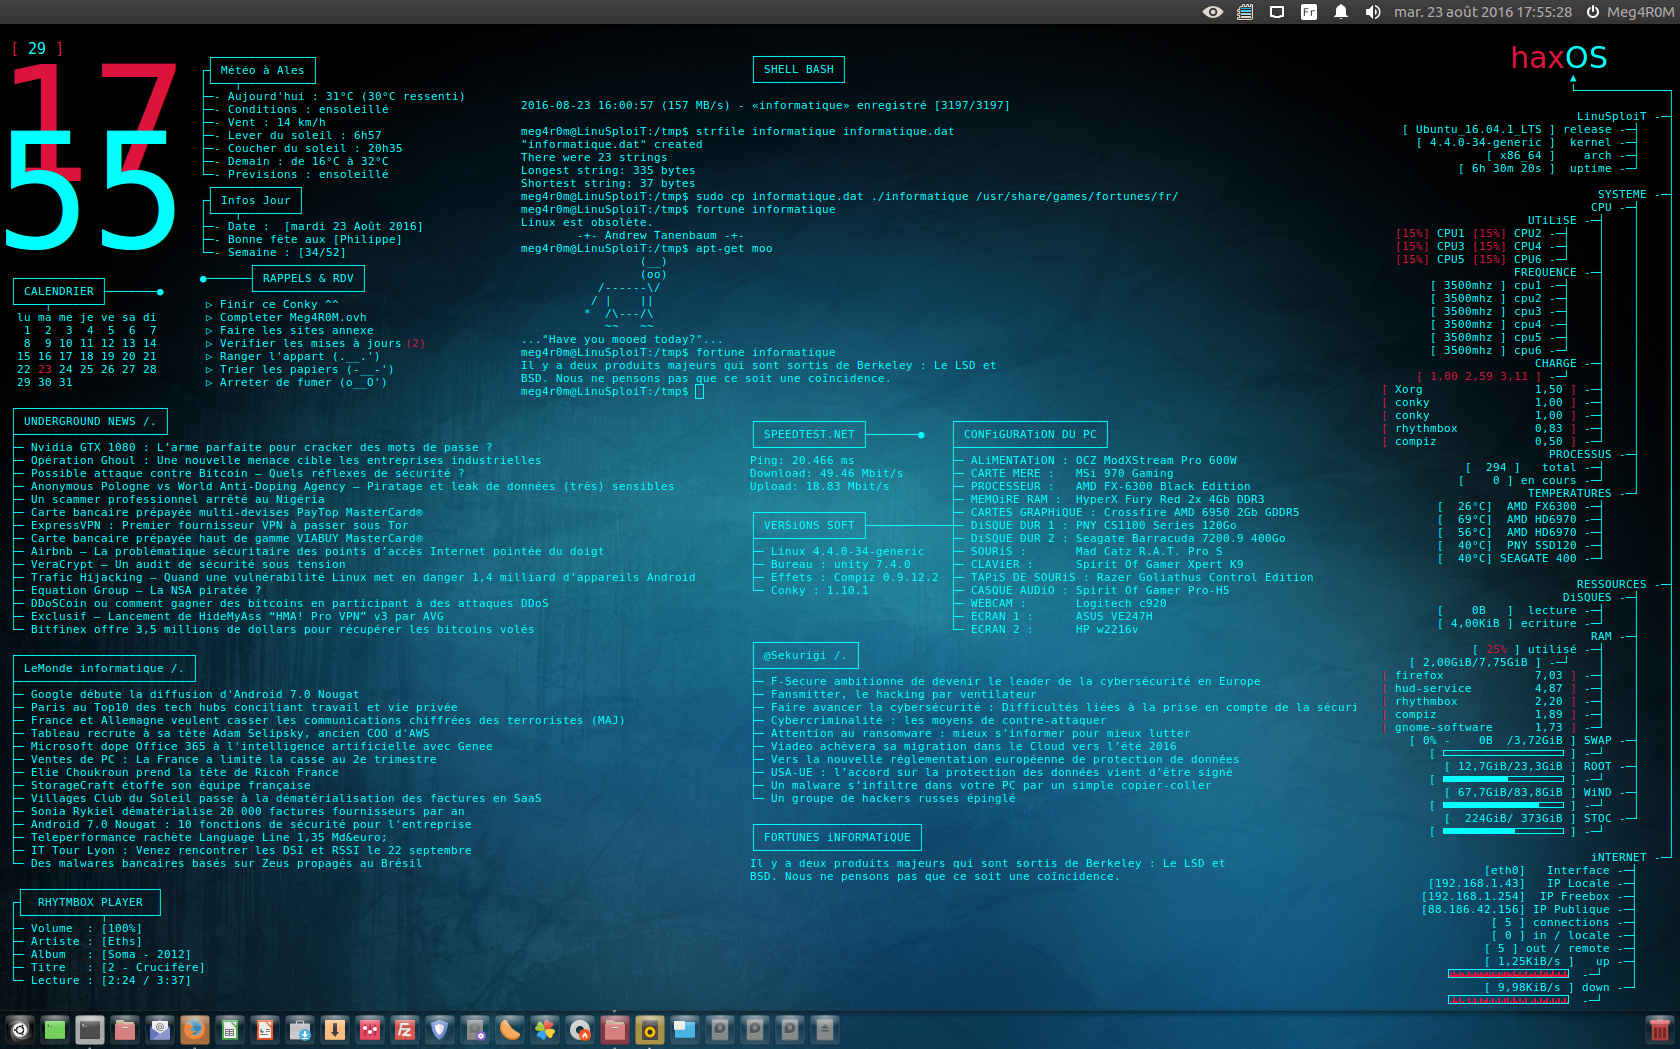 Fr mar. 23 août 2016 17:55:28 Meg4R0M
[ 29 ]
17
55
Météo à Ales
- Aujourd'hui : 31°C (30°C ressenti)
- Conditions : ensoleillé
- Vent : 14 km/h
- Lever du soleil : 6h57
- Coucher du soleil : 20h35
- Demain : de 16°C à 32°C
- Prévisions : ensoleillé
Infos Jour
- Date :  [mardi 23 Août 2016]
- Bonne fête aux [Philippe]
- Semaine : [34/52]
CALENDRIER
lu ma me je ve sa di
1 2 3 4 5 6 7
8 9 10 11 12 13 14
15 16 17 18 19 20 21
22 23 24 25 26 27 28
29 30 31
RAPPELS & RDV
▷ Finir ce Conky ^^
▷ Completer Meg4R0M.ovh
▷ Faire les sites annexe
▷ Verifier les mises à jours (2)
▷ Ranger l'appart (.__.')
▷ Trier les papiers (-__-')
▷ Arreter de fumer (o__O')
SHELL BASH
2016-08-23 16:00:57 (157 MB/s) - «informatique» enregistré [3197/3197]
meg4r0m@LinuSploiT:/tmp$ strfile informatique informatique.dat
"informatique.dat" created
There were 23 strings
Longest string: 335 bytes
Shortest string: 37 bytes
meg4r0m@LinuSploiT:/tmp$ sudo cp informatique.dat ./informatique /usr/share/games/fortunes/fr/
meg4r0m@LinuSploiT:/tmp$ fortune informatique
Linux est obsolète.
-+- Andrew Tanenbaum -+-
meg4r0m@LinuSploiT:/tmp$ apt-get moo
(__)
(oo)
/------\/
/ |    ||
*  /\---/\
~~   ~~
..."Have you mooed today?"...
meg4r0m@LinuSploiT:/tmp$ fortune informatique
Il y a deux produits majeurs qui sont sortis de Berkeley : Le LSD et
BSD. Nous ne pensons pas que ce soit une coïncidence.
meg4r0m@LinuSploiT:/tmp$
UNDERGROUND NEWS /.
Nvidia GTX 1080 : L’arme parfaite pour cracker des mots de passe ?
Opération Ghoul : Une nouvelle menace cible les entreprises industrielles
Possible attaque contre Bitcoin – Quels réflexes de sécurité ?
Anonymous Pologne vs World Anti-Doping Agency – Piratage et leak de données (très) sensibles
Un scammer professionnel arrêté au Nigéria
Carte bancaire prépayée multi-devises PayTop MasterCard®
ExpressVPN : Premier fournisseur VPN à passer sous Tor
Carte bancaire prépayée haut de gamme VIABUY MasterCard®
Airbnb – La problématique sécuritaire des points d’accès Internet pointée du doigt
VeraCrypt – Un audit de sécurité sous tension
Trafic Hijacking – Quand une vulnérabilité Linux met en danger 1,4 milliard d’appareils Android
Equation Group – La NSA piratée ?
DDoSCoin ou comment gagner des bitcoins en participant à des attaques DDoS
Exclusif – Lancement de HideMyAss “HMA! Pro VPN” v3 par AVG
Bitfinex offre 3,5 millions de dollars pour récupérer les bitcoins volés
LeMonde informatique /.
Google débute la diffusion d'Android 7.0 Nougat
Paris au Top10 des tech hubs conciliant travail et vie privée
France et Allemagne veulent casser les communications chiffrées des terroristes (MAJ)
Tableau recrute à sa tête Adam Selipsky, ancien COO d'AWS
Microsoft dope Office 365 à l'intelligence artificielle avec Genee
Ventes de PC : La France a limité la casse au 2e trimestre
Elie Choukroun prend la tête de Ricoh France
StorageCraft étoffe son équipe française
Villages Club du Soleil passe à la dématérialisation des factures en SaaS
Sonia Rykiel dématérialise 20 000 factures fournisseurs par an
Android 7.0 Nougat : 10 fonctions de sécurité pour l'entreprise
Teleperformance rachète Language Line 1,35 Md&euro;
IT Tour Lyon : Venez rencontrer les DSI et RSSI le 22 septembre
Des malwares bancaires basés sur Zeus propagés au Brésil
RHYTMBOX PLAYER
Volume  : [100%]
Artiste : [Eths]
Album   : [Soma - 2012]
Titre   : [2 - Crucifère]
Lecture : [2:24 / 3:37]
SPEEDTEST.NET
Ping: 20.466 ms
Download: 49.46 Mbit/s
Upload: 18.83 Mbit/s
VERSiONS SOFT
Linux 4.4.0-34-generic
Bureau : unity 7.4.0
Effets : Compiz 0.9.12.2
Conky : 1.10.1
CONFiGURATiON DU PC
ALiMENTATiON : OCZ ModXStream Pro 600W
CARTE MERE :   MSi 970 Gaming
PROCESSEUR :   AMD FX-6300 Black Edition
MEMOiRE RAM :  HyperX Fury Red 2x 4Gb DDR3
CARTES GRAPHiQUE : Crossfire AMD 6950 2Gb GDDR5
DiSQUE DUR 1 : PNY CS1100 Series 120Go
DiSQUE DUR 2 : Seagate Barracuda 7200.9 400Go
SOURiS :       Mad Catz R.A.T. Pro S
CLAViER :      Spirit Of Gamer Xpert K9
TAPiS DE SOURiS : Razer Goliathus Control Edition
CASQUE AUDiO : Spirit Of Gamer Pro-H5
WEBCAM :       Logitech c920
ECRAN 1 :      ASUS VE247H
ECRAN 2 :      HP w2216v
@Sekurigi /.
F-Secure ambitionne de devenir le leader de la cybersécurité en Europe
Fansmitter, le hacking par ventilateur
Faire avancer la cybersécurité : Difficultés liées à la prise en compte de la sécuri
Cybercriminalité : les moyens de contre-attaquer
Attention au ransomware : mieux s’informer pour mieux lutter
Viadeo achèvera sa migration dans le Cloud vers l’été 2016
Vers la nouvelle réglementation européenne de protection de données
USA-UE : l’accord sur la protection des données vient d’être signé
Un malware s’infiltre dans votre PC par un simple copier-coller
Un groupe de hackers russes épinglé
FORTUNES iNFORMATiQUE
Il y a deux produits majeurs qui sont sortis de Berkeley : Le LSD et
BSD. Nous ne pensons pas que ce soit une coïncidence.
haxOS
LinuSploiT
[ Ubuntu_16.04.1_LTS ] release
[ 4.4.0-34-generic ] kernel
[ x86_64 ] arch
[ 6h 30m 20s ] uptime
SYSTEME
CPU
UTiLiSE
[15%] CPU1 [15%] CPU2
[15%] CPU3 [15%] CPU4
[15%] CPU5 [15%] CPU6
FREQUENCE
[ 3500mhz ] cpu1
[ 3500mhz ] cpu2
[ 3500mhz ] cpu3
[ 3500mhz ] cpu4
[ 3500mhz ] cpu5
[ 3500mhz ] cpu6
CHARGE
[ 1,00 2,59 3,11 ]
[ Xorg 1,50 ]
[ conky 1,00 ]
[ conky 1,00 ]
[ rhythmbox 0,83 ]
[ compiz 0,50 ]
PROCESSUS
[ 294 ] total
[ 0 ] en cours
TEMPERATURES
[ 26°C] AMD FX6300
[ 69°C] AMD HD6970
[ 56°C] AMD HD6970
[ 40°C] PNY SSD120
[ 40°C] SEAGATE 400
RESSOURCES
DiSQUES
[ 0B ] lecture
[ 4,00KiB ] ecriture
RAM
[ 25% ] utilisé
[ 2,00GiB/7,75GiB ]
[ firefox 7,03 ]
[ hud-service 4,87 ]
[ rhythmbox 2,20 ]
[ compiz 1,89 ]
[ gnome-software 1,73 ]
[ 0% - 0B /3,72GiB ] SWAP
[ ]
[ 12,7GiB/23,3GiB ] ROOT
[ ]
[ 67,7GiB/83,8GiB ] WiND
[ ]
[ 224GiB/ 373GiB ] STOC
[ ]
iNTERNET
[eth0] Interface
[192.168.1.43] IP Locale
[192.168.1.254] IP Freebox
[88.186.42.156] IP Publique
[ 5 ] connections
[ 0 ] in / locale
[ 5 ] out / remote
[ 1,25KiB/s ] up
[ 9,98KiB/s ] down